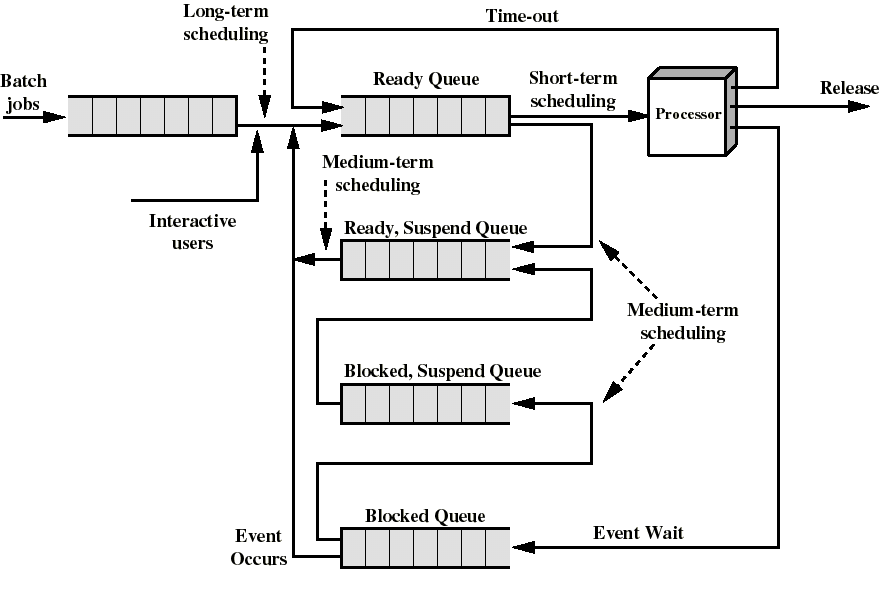 Long-term
scheduling
Time-out
Batch
jobs
Ready Queue
Short-term
scheduling
Processor
Release
Medium-term
scheduling
Interactive
users
Ready, Suspend Queue
Medium-term
scheduling
Blocked, Suspend Queue
Blocked Queue
Event
Occurs
Event Wait